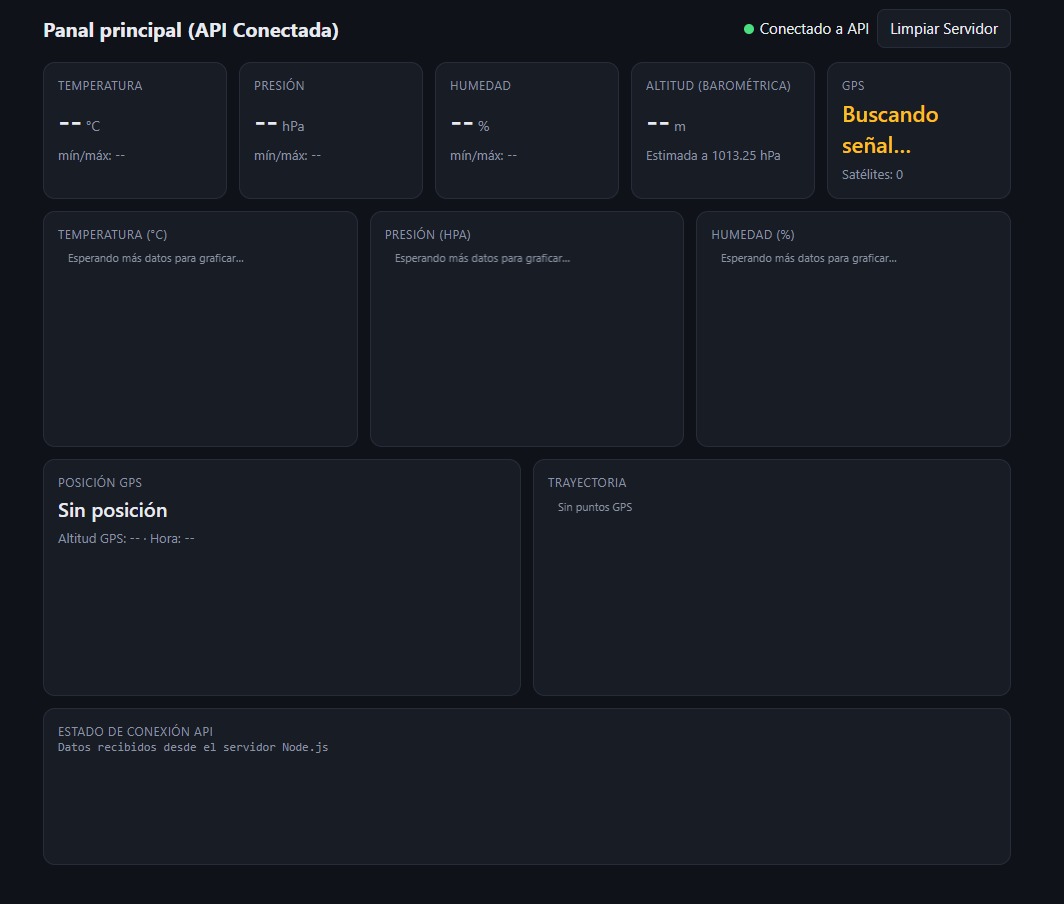 Panal principal (API Conectada)
Conectado a API
Limpiar Servidor
TEMPERATURA
-- °C
mín/máx: --
PRESIÓN
-- hPa
mín/máx: --
HUMEDAD
-- %
mín/máx: --
ALTITUD (BAROMÉTRICA)
-- m
Estimada a 1013.25 hPa
GPS
Buscando
señal...
Satélites: 0
TEMPERATURA (°C)
Esperando más datos para graficar...
PRESIÓN (HPA)
Esperando más datos para graficar...
HUMEDAD (%)
Esperando más datos para graficar...
POSICIÓN GPS
Sin posición
Altitud GPS: -- · Hora: --
TRAYECTORIA
Sin puntos GPS
ESTADO DE CONEXIÓN API
Datos recibidos desde el servidor Node.js